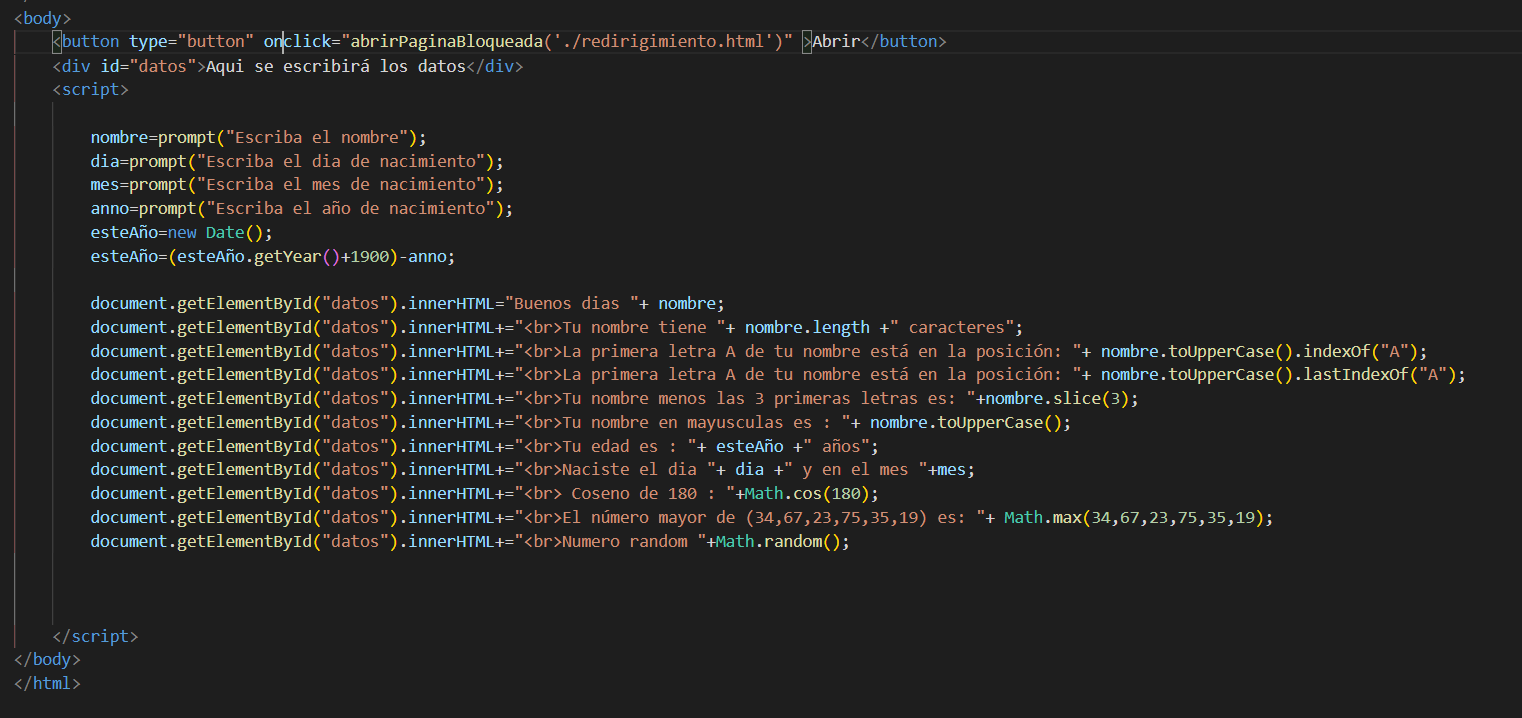 <body>
<button type="button" onclick="abrirPaginaBloqueada('./redirigimiento.html')" >Abrir</button>
<div id="datos">Aqui se escribirá los datos</div>
<script>
nombre=prompt("Escriba el nombre");
dia=prompt("Escriba el dia de nacimiento");
mes=prompt("Escriba el mes de nacimiento");
anno=prompt("Escriba el año de nacimiento");
esteAño=new Date();
esteAño=(esteAño.getYear()+1900)-anno;
document.getElementById("datos").innerHTML="Buenos dias "+ nombre;
document.getElementById("datos").innerHTML+="<br>Tu nombre tiene "+ nombre.length +" caracteres";
document.getElementById("datos").innerHTML+="<br>La primera letra A de tu nombre está en la posición: "+ nombre.toUpperCase().indexOf("A");
document.getElementById("datos").innerHTML+="<br>La primera letra A de tu nombre está en la posición: "+ nombre.toUpperCase().lastIndexOf("A");
document.getElementById("datos").innerHTML+="<br>Tu nombre menos las 3 primeras letras es: "+nombre.slice(3);
document.getElementById("datos").innerHTML+="<br>Tu nombre en mayusculas es : "+ nombre.toUpperCase();
document.getElementById("datos").innerHTML+="<br>Tu edad es : "+ esteAño +" años";
document.getElementById("datos").innerHTML+="<br>Naciste el dia "+ dia +" y en el mes "+mes;
document.getElementById("datos").innerHTML+="<br> Coseno de 180 : "+Math.cos(180);
document.getElementById("datos").innerHTML+="<br>El número mayor de (34,67,23,75,35,19) es: "+ Math.max(34,67,23,75,35,19);
document.getElementById("datos").innerHTML+="<br>Numero random "+Math.random();
</script>
</body>
</html>